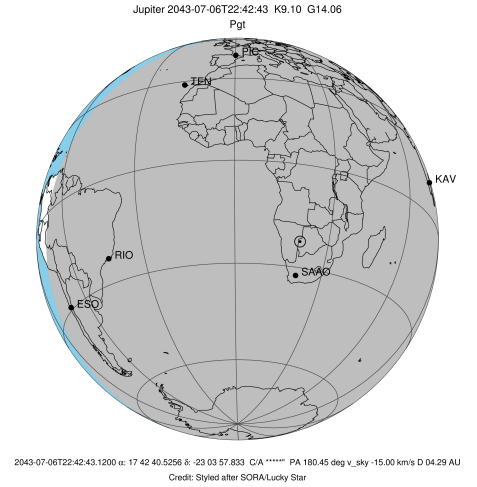 Jupiter 2043-07-06T22:42:43 K9.10 G14.06
Pgt
PIC
TEN
KAV
RIO
SAAO
ESO
2043-07-06T22:42:43.1200 α: 17 42 40.5256 δ: -23 03 57.833 C/A *****" PA 180.45 deg v_sky -15.00 km/s D 04.29 AU
Credit: Styled after SORA/Lucky Star